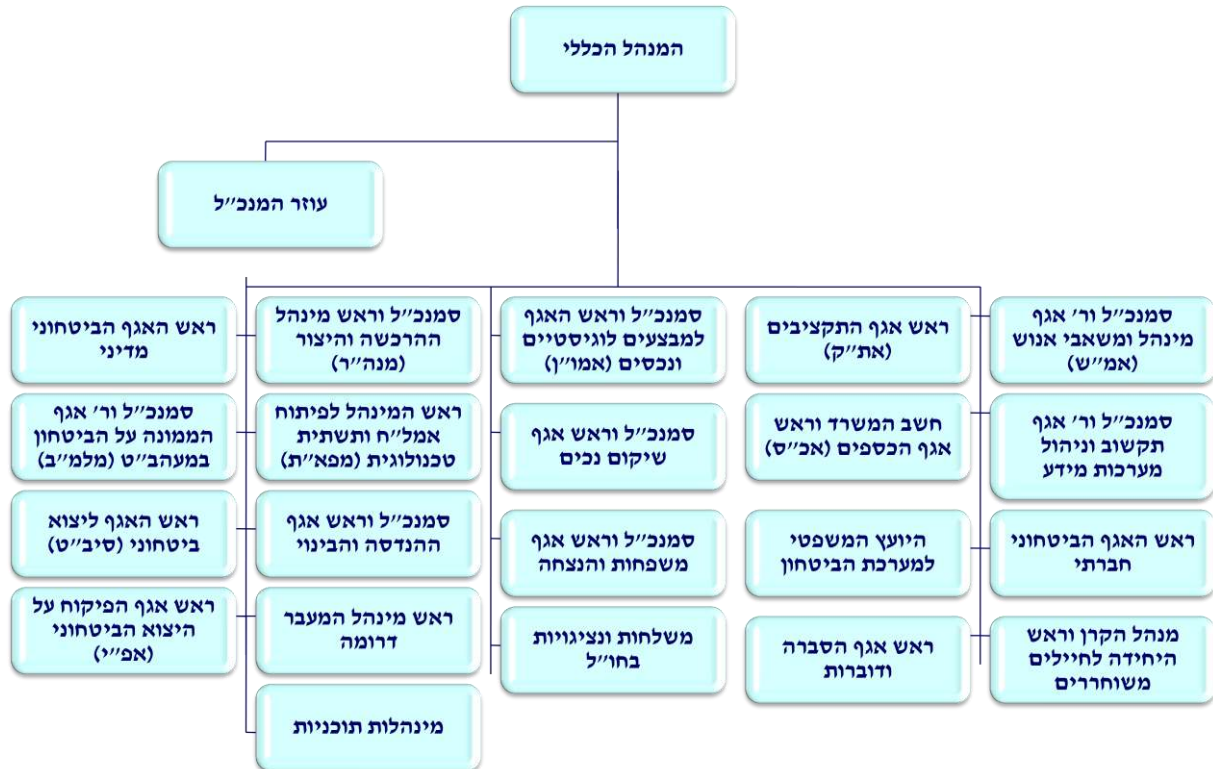 המנהל הכללי
עוזר המנכ"ל
סמנכ"ל ור' אגף
מינהל ומשאבי אנוש
(אמ"ש)
ראש אגף התקציבים
(את"ק)
סמנכ"ל וראש האגף
למבצעים לוגיסטיים
ונכסים (אמו"ן)
סמנכ"ל וראש מינהל
ההרכשה והיצור
(מנה"ר)
ראש האגף הביטחוני
מדיני
סמנכ"ל ור' אגף
תקשוב וניהול
מערכות מידע
חשב המשרד וראש
אגף הכספים (אכ"ס)
סמנכ"ל וראש אגף
שיקום נכים
ראש המינהל לפיתוח
אמל"ח ותשתית
טכנולוגית (מפא"ת)
סמנכ"ל ור' אגף
הממונה על הביטחון
במעהב"ט (מלמ"ב)
ראש האגף הביטחוני
חברתי
היועץ המשפטי
למערכת הביטחון
סמנכ"ל וראש אגף
משפחות והנצחה
סמנכ"ל וראש אגף
ההנדסה והבינוי
ראש האגף ליצוא
ביטחוני (סיב"ט)
מנהל הקרן וראש
היחידה לחיילים
משוחררים
ראש אגף הסברה
ודוברות
משלחות ונציגויות
בחו"ל
ראש מינהל המעבר
דרומה
ראש אגף הפיקוח על
היצוא הביטחוני
(אפ"י)
מינהלות תוכניות